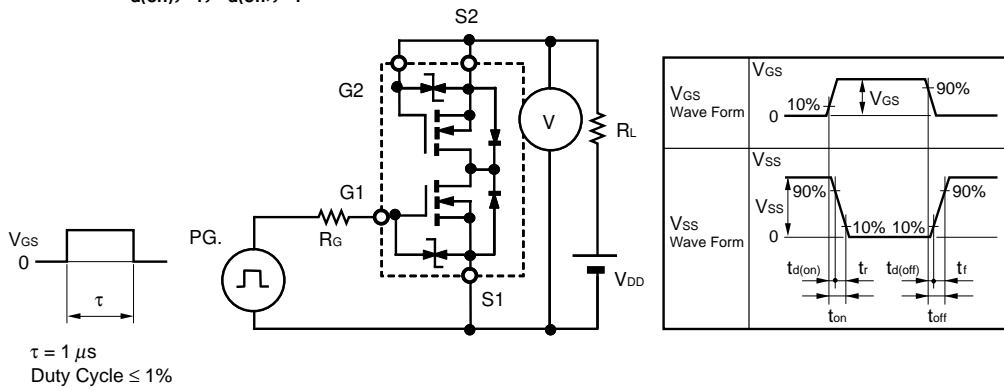 S2
G2
V
RL
G1
RG
PG.
VGS
0
τ
S1
VDD
τ = 1 μs
Duty Cycle ≤ 1%
VGS
Wave Form
VGS
10%
0
VGS
90%
VSS
Wave Form
VSS
90%
VSS
0
10%
10%
90%
td(on)
tr
td(off)
tf
ton
toff